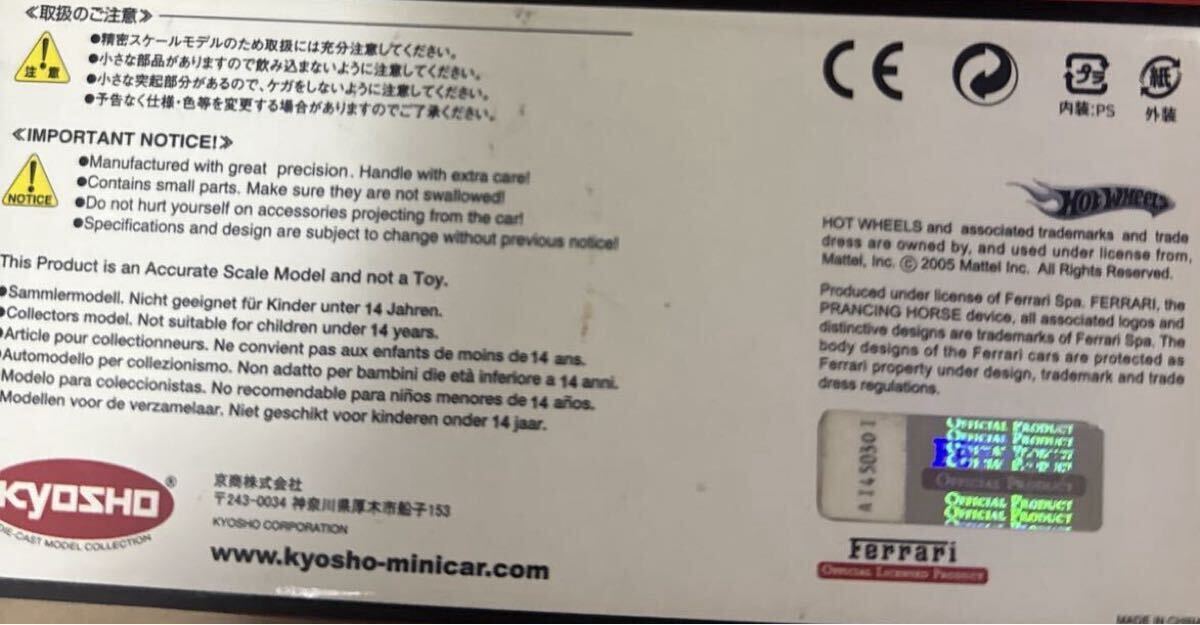 ≪取扱のご注意≫
注意
●精密スケールモデルのため取扱には充分注意してください。
●小さな部品がありますので飲み込まないように注意してください。
●小さな突起部分があるので、ケガをしないように注意してください。
●予告なく仕様・色等を変更する場合がありますのでご了承ください。
≪IMPORTANT NOTICE!≫
NOTICE
●Manufactured with great precision. Handle with extra care!
●Contains small parts. Make sure they are not swallowed!
●Do not hurt yourself on accessories projecting from the car!
●Specifications and design are subject to change without previous notice!
This Product is an Accurate Scale Model and not a Toy.
●Sammlermodell. Nicht geeignet für Kinder unter 14 Jahren.
●Collectors model. Not suitable for children under 14 years.
●Article pour collectionneurs. Ne convient pas aux enfants de moins de 14 ans.
●Automodello per collezionismo. Non adatto per bambini die età inferiore a 14 anni.
Modelo para coleccionistas. No recomendable para niños menores de 14 años.
Modellen voor de verzamelaar. Niet geschikt voor kinderen onder 14 jaar.
KYOSHO®
DIE-CAST MODEL COLLECTION
京商株式会社
〒243-0034 神奈川県厚木市船子153
KYOSHO CORPORATION
www.kyosho-minicar.com
CE
プラ
内装:PS
紙
外装
HOT WHEELS
HOT WHEELS and associated trademarks and trade
dress are owned by, and used under license from,
Mattel, Inc. © 2005 Mattel Inc. All Rights Reserved.
Produced under license of Ferrari Spa. FERRARI, the
PRANCING HORSE device, all associated logos and
distinctive designs are trademarks of Ferrari Spa. The
body designs of the Ferrari cars are protected as
Ferrari property under design, trademark and trade
dress regulations.
A1450301
OFFICIAL PRODUCT
OFFICIAL PRODUCT
OFFICIAL PRODUCT
OFFICIAL PRODUCT
OFFICIAL PRODUCT
Ferrari
OFFICIAL LICENSED PRODUCT
MADE IN CHINA